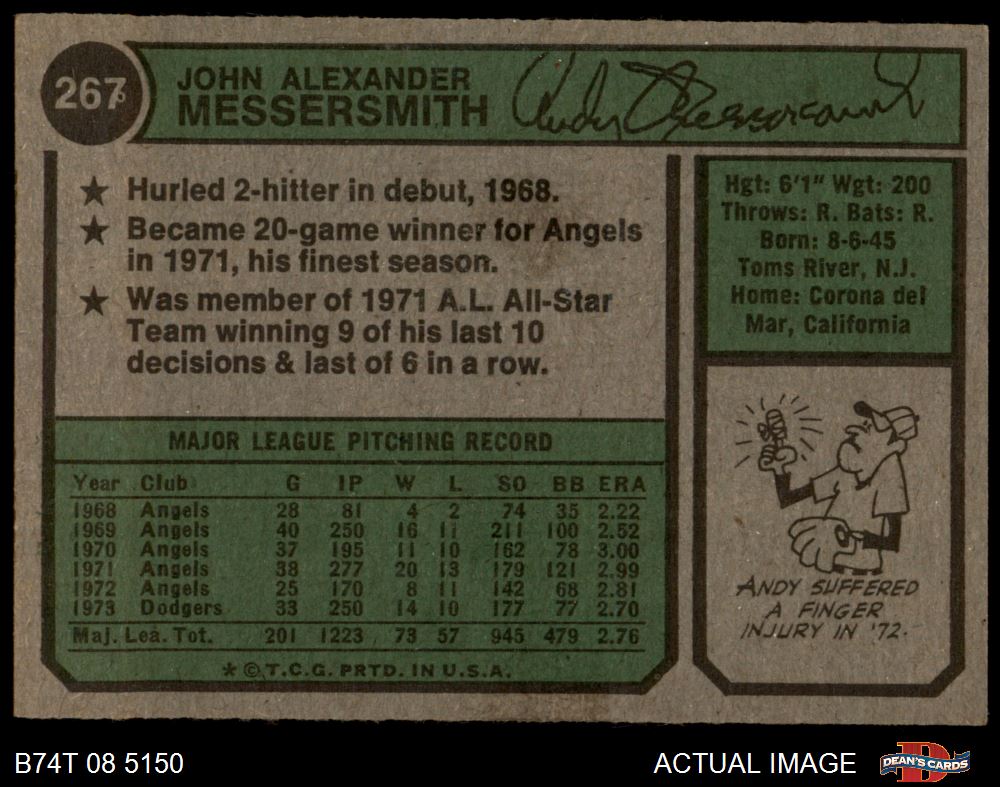 267
JOHN ALEXANDER
MESSERSMITH
Andy Messersmith
★ Hurled 2-hitter in debut, 1968.
★ Became 20-game winner for Angels
in 1971, his finest season.
★ Was member of 1971 A.L. All-Star
Team winning 9 of his last 10
decisions & last of 6 in a row.
Hgt: 6'1" Wgt: 200
Throws: R. Bats: R.
Born: 8-6-45
Toms River, N.J.
Home: Corona del
Mar, California
MAJOR LEAGUE PITCHING RECORD
Year Club G IP W L SO BB ERA
1968 Angels 28 81 4 2 74 35 2.22
1969 Angels 40 250 16 11 211 100 2.52
1970 Angels 37 195 11 10 162 78 3.00
1971 Angels 38 277 20 13 179 121 2.99
1972 Angels 25 170 8 11 142 68 2.81
1973 Dodgers 33 250 14 10 177 77 2.70
Maj. Lea. Tot. 201 1223 73 57 945 479 2.76
* © T.C.G. PRTD. IN U.S.A.
ANDY SUFFERED
A FINGER
INJURY IN '72.
B74T 08 5150
ACTUAL IMAGE
DEAN'S CARDS